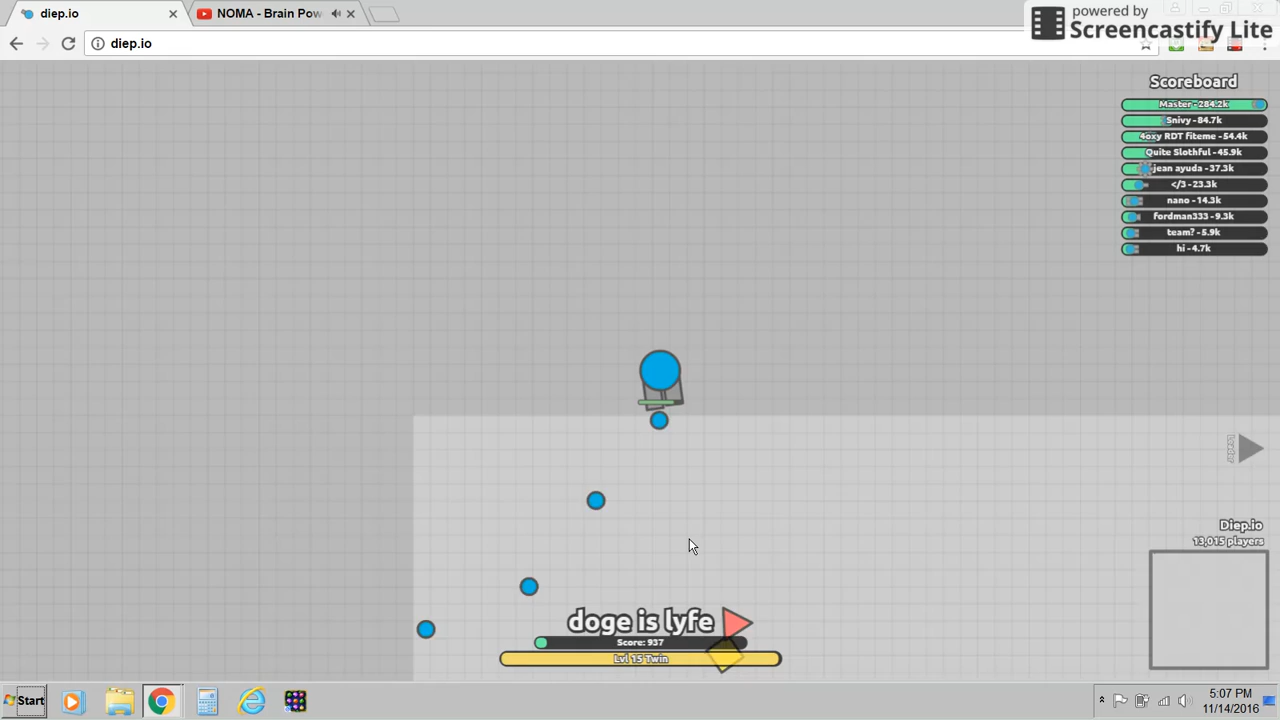 diep.io
NOMA - Brain Pow
powered by
Screencastify Lite
diep.io
Scoreboard
Master - 284.2k
Snivy - 84.7k
4oxy RDT fiteme - 54.4k
Quite Slothful - 45.9k
jean ayuda - 37.3k
</3 - 23.3k
nano - 14.3k
fordman333 - 9.3k
team? - 5.9k
hi - 4.7k
Leader
Diep.io
13,015 players
doge is lyfe
Score: 937
Lvl 15 Twin
Start
5:07 PM
11/14/2016